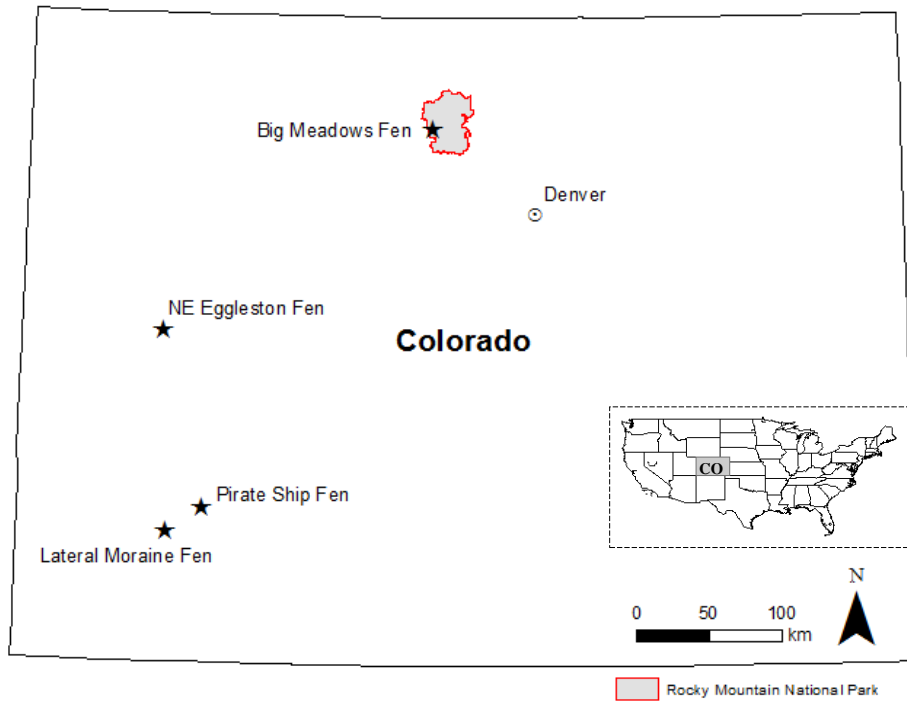 Big Meadows Fen
Denver
NE Eggleston Fen
Colorado
CO
Pirate Ship Fen
Lateral Moraine Fen
N
0 50 100
km
Rocky Mountain National Park